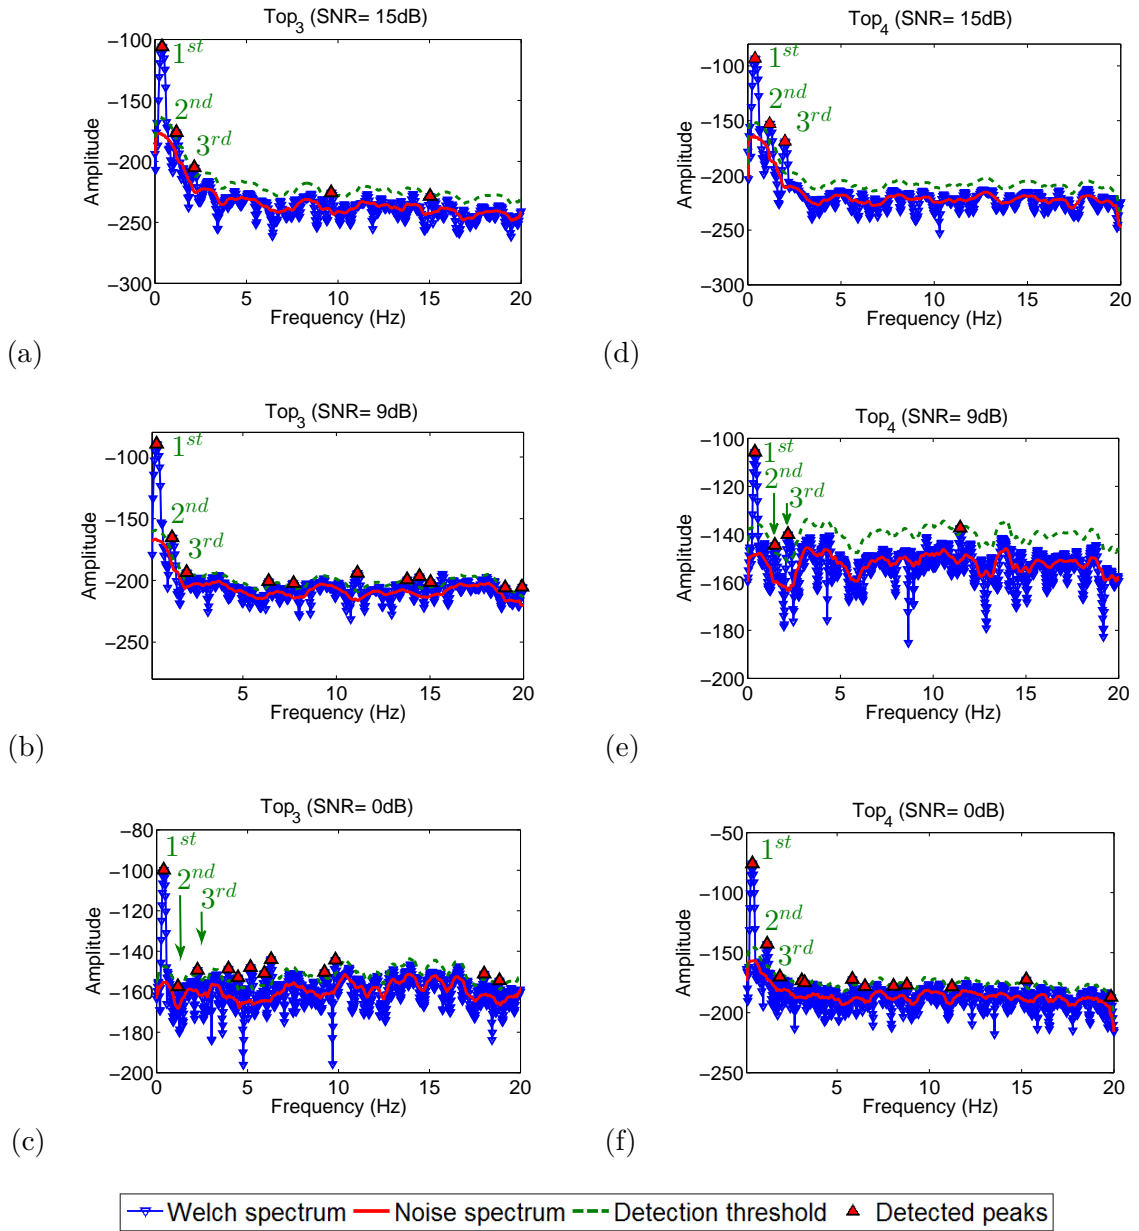 Top3 (SNR= 15dB)
−100
−150
−200
−250
−300
Amplitude
1st
2nd
3rd
0 5 10 15 20
Frequency (Hz)
(a)
Top4 (SNR= 15dB)
−100
−150
−200
−250
−300
Amplitude
1st
2nd
3rd
0 5 10 15 20
Frequency (Hz)
(d)
Top3 (SNR= 9dB)
−100
−150
−200
−250
Amplitude
1st
2nd
3rd
5 10 15 20
Frequency (Hz)
(b)
Top4 (SNR= 9dB)
−100
−120
−140
−160
−180
−200
Amplitude
1st
2nd
3rd
0 5 10 15 20
Frequency (Hz)
(e)
Top3 (SNR= 0dB)
−80
−100
−120
−140
−160
−180
−200
Amplitude
1st
2nd
3rd
0 5 10 15 20
Frequency (Hz)
(c)
Top4 (SNR= 0dB)
−50
−100
−150
−200
−250
Amplitude
1st
2nd
3rd
5 10 15 20
Frequency (Hz)
(f)
Welch spectrum Noise spectrum Detection threshold Detected peaks